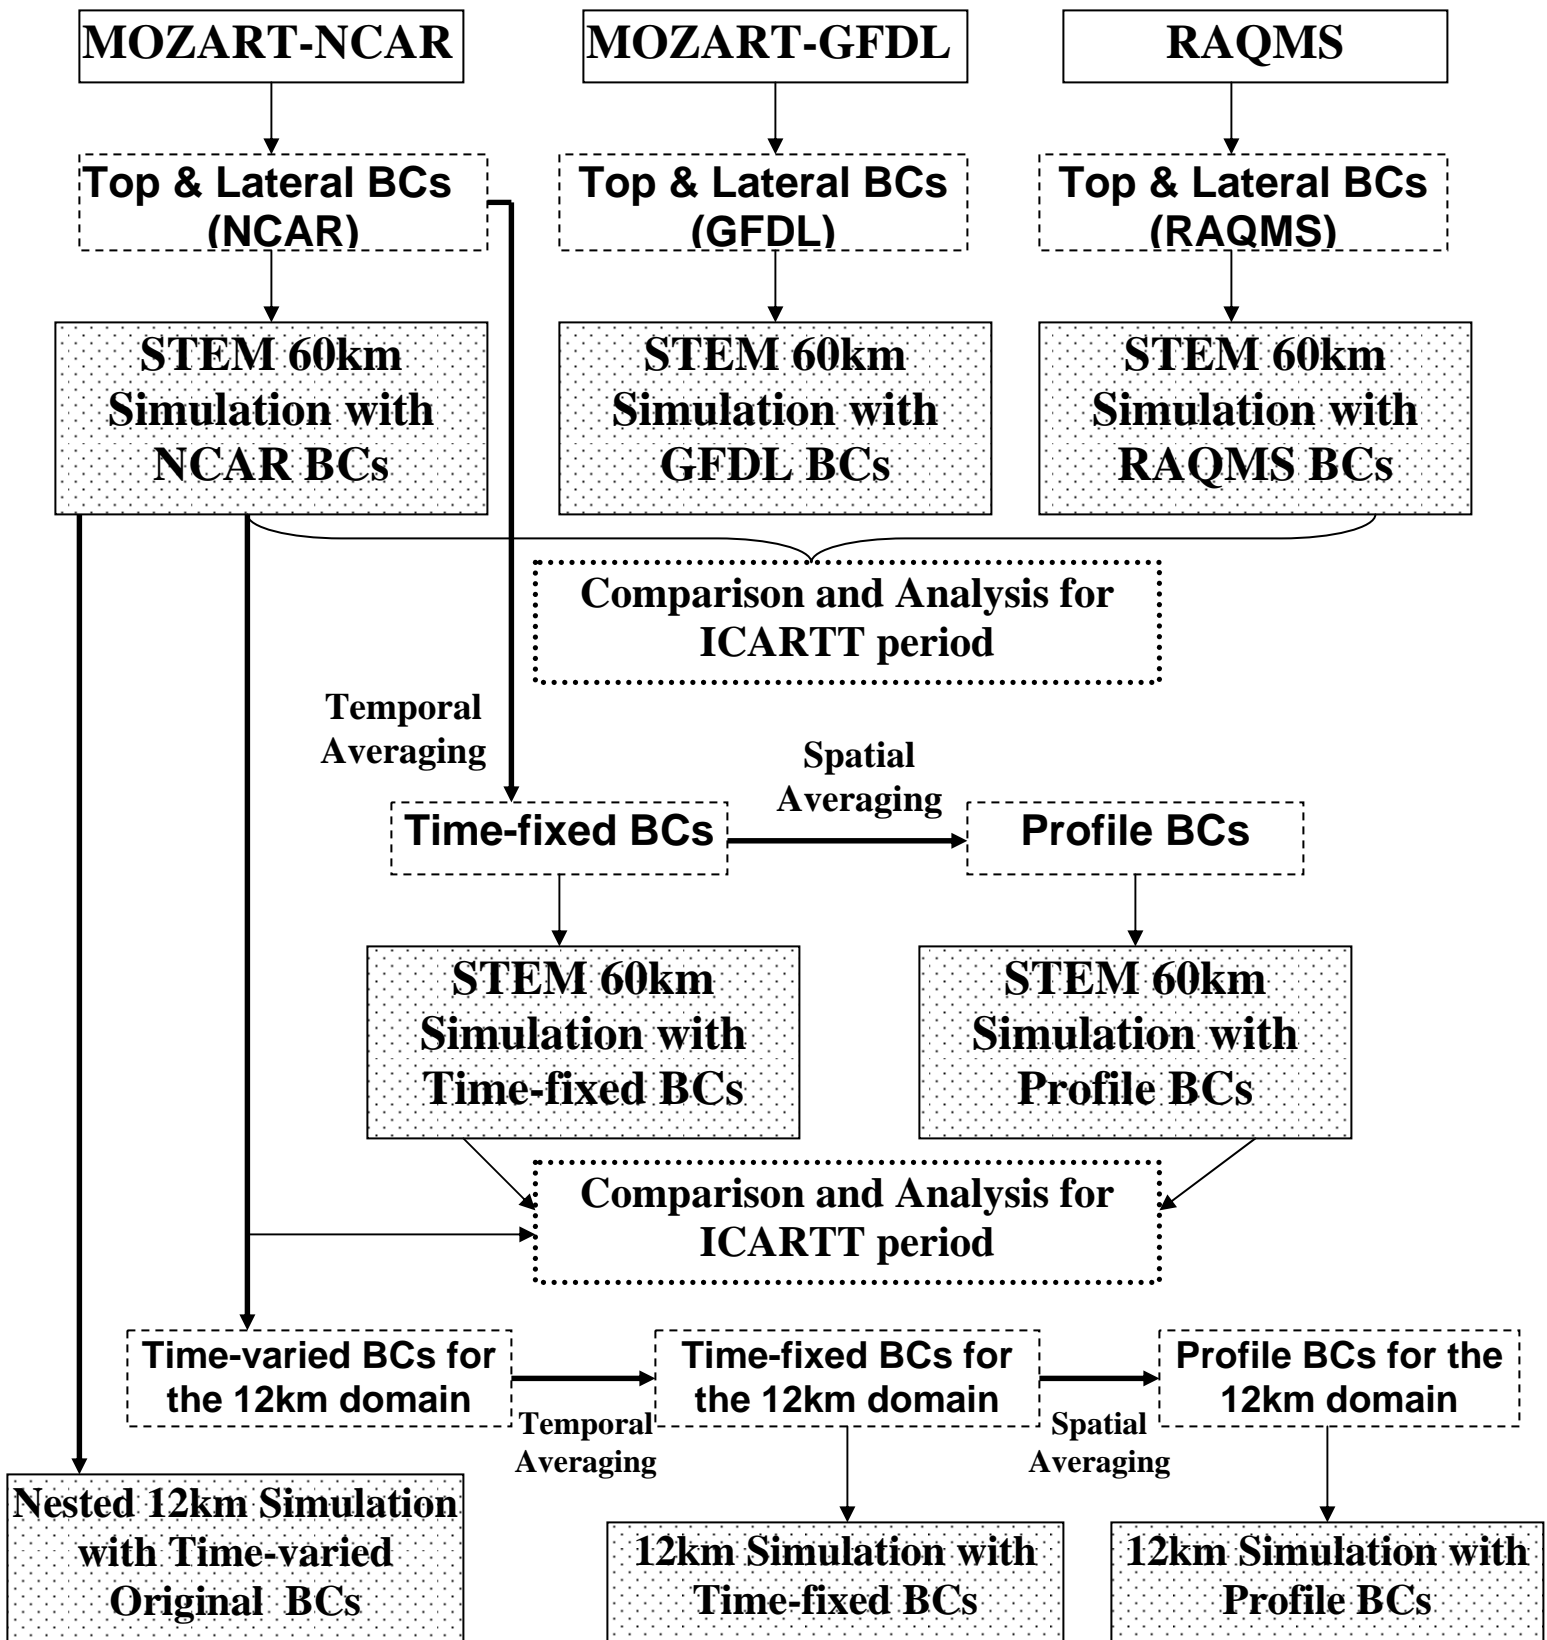 MOZART-NCAR
MOZART-GFDL
RAQMS
Top & Lateral BCs
(NCAR)
Top & Lateral BCs
(GFDL)
Top & Lateral BCs
(RAQMS)
STEM 60km
Simulation with
NCAR BCs
STEM 60km
Simulation with
GFDL BCs
STEM 60km
Simulation with
RAQMS BCs
Comparison and Analysis for
ICARTT period
Temporal
Averaging
Spatial
Averaging
Time-fixed BCs
Profile BCs
STEM 60km
Simulation with
Time-fixed BCs
STEM 60km
Simulation with
Profile BCs
Comparison and Analysis for
ICARTT period
Time-varied BCs for
the 12km domain
Temporal
Averaging
Time-fixed BCs for
the 12km domain
Spatial
Averaging
Profile BCs for the
12km domain
Nested 12km Simulation
with Time-varied
Original BCs
12km Simulation with
Time-fixed BCs
12km Simulation with
Profile BCs